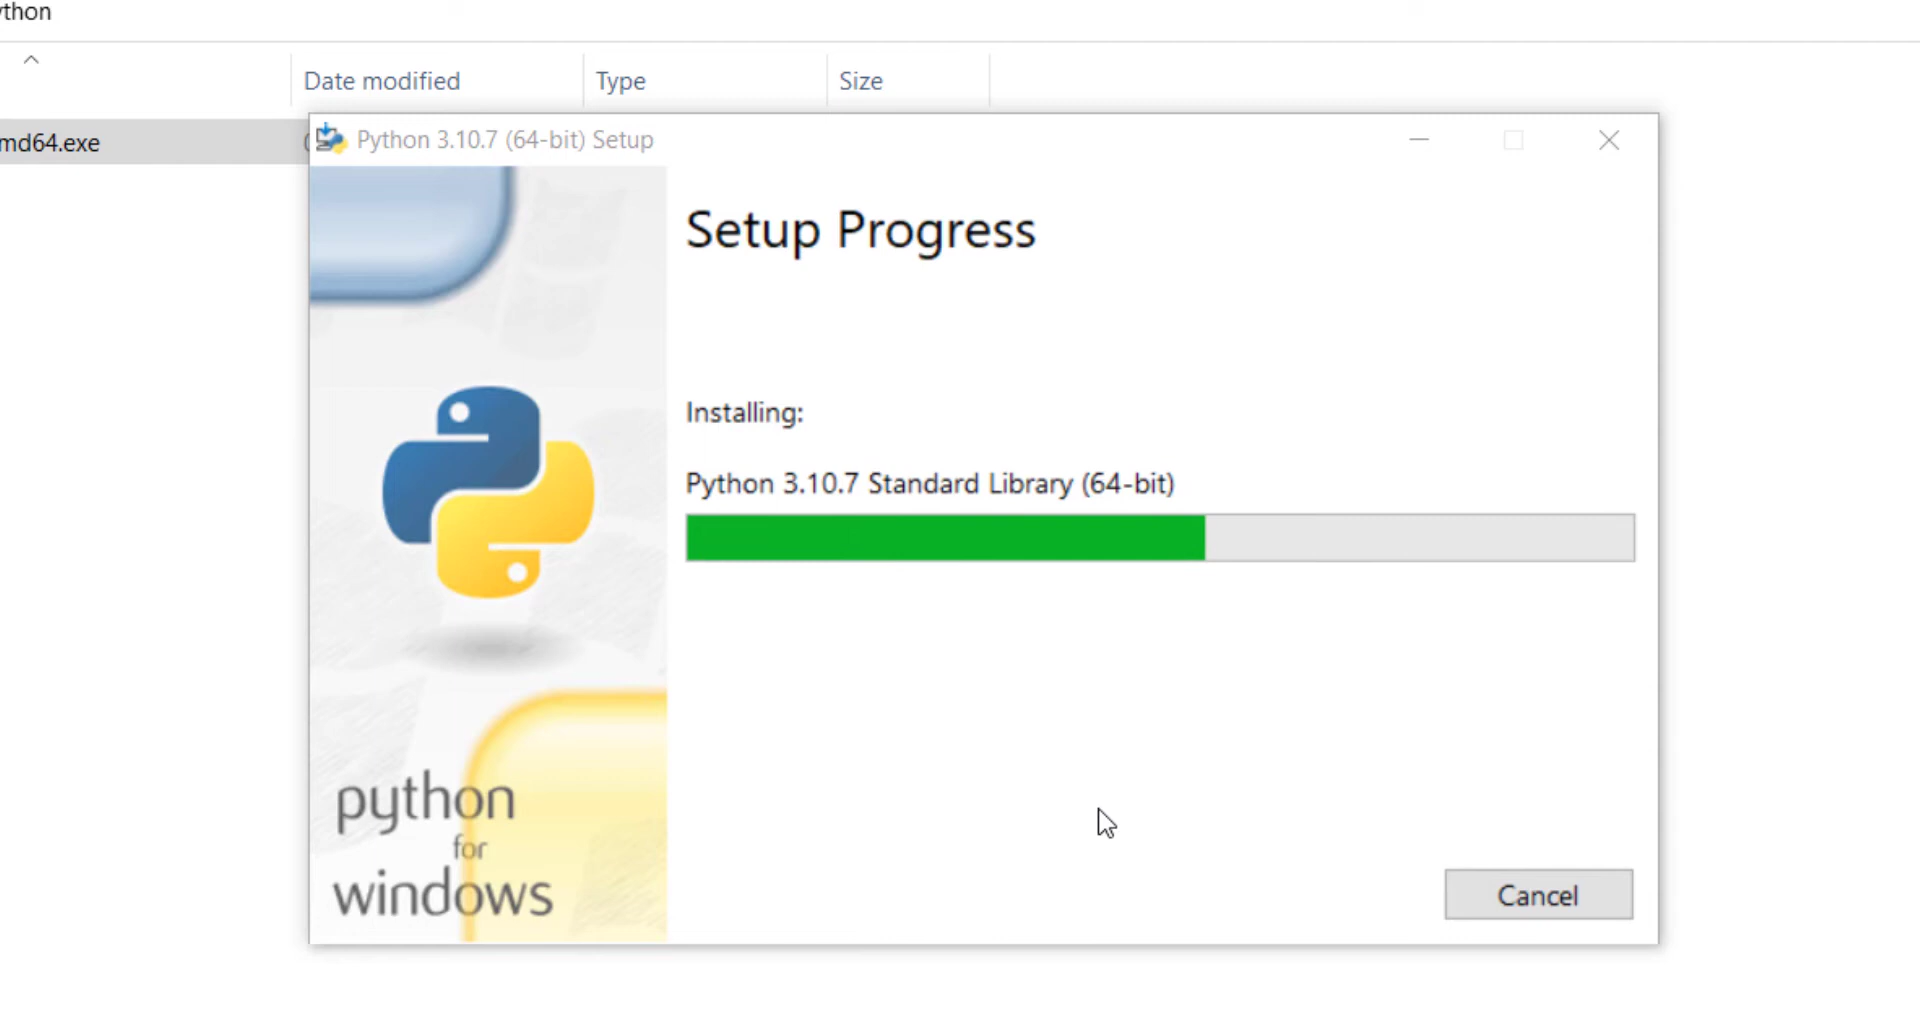 ython
Date modified Type Size
md64.exe
Python 3.10.7 (64-bit) Setup
Setup Progress
Installing:
Python 3.10.7 Standard Library (64-bit)
python
for
windows
Cancel